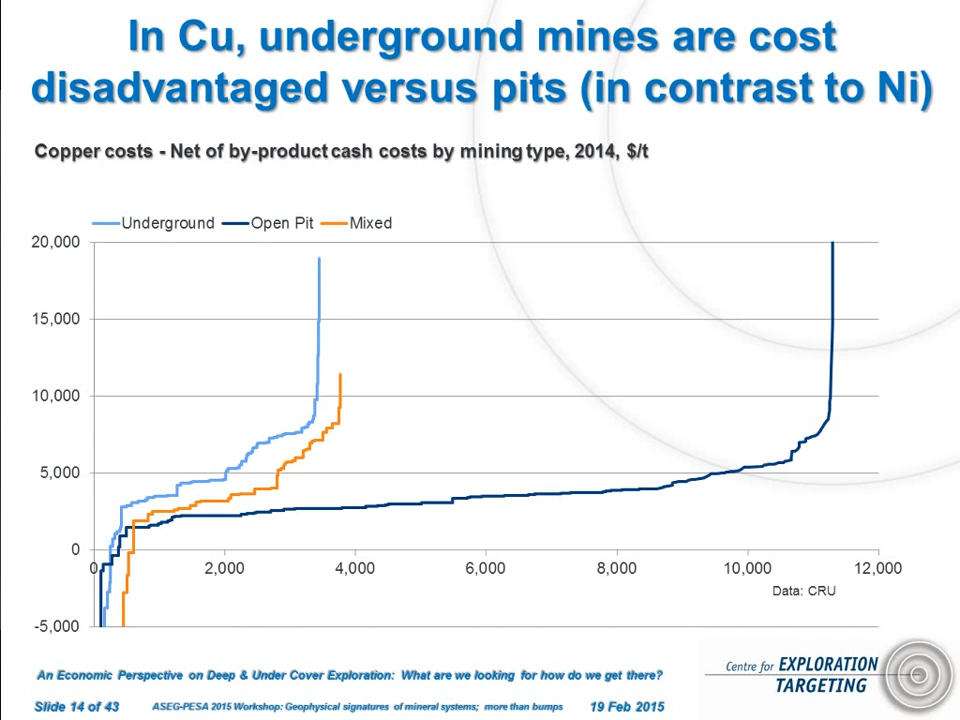 In Cu, underground mines are cost
disadvantaged versus pits (in contrast to Ni)
Copper costs - Net of by-product cash costs by mining type, 2014, $/t
Underground Open Pit Mixed
20,000
15,000
10,000
5,000
0
0 2,000 4,000 6,000 8,000 10,000 12,000
Data: CRU
-5,000
An Economic Perspective on Deep & Under Cover Exploration: What are we looking for how do we get there?
Centre for EXPLORATION
TARGETING
Slide 14 of 43 ASEG-PESA 2015 Workshop: Geophysical signatures of mineral systems; more than bumps 19 Feb 2015